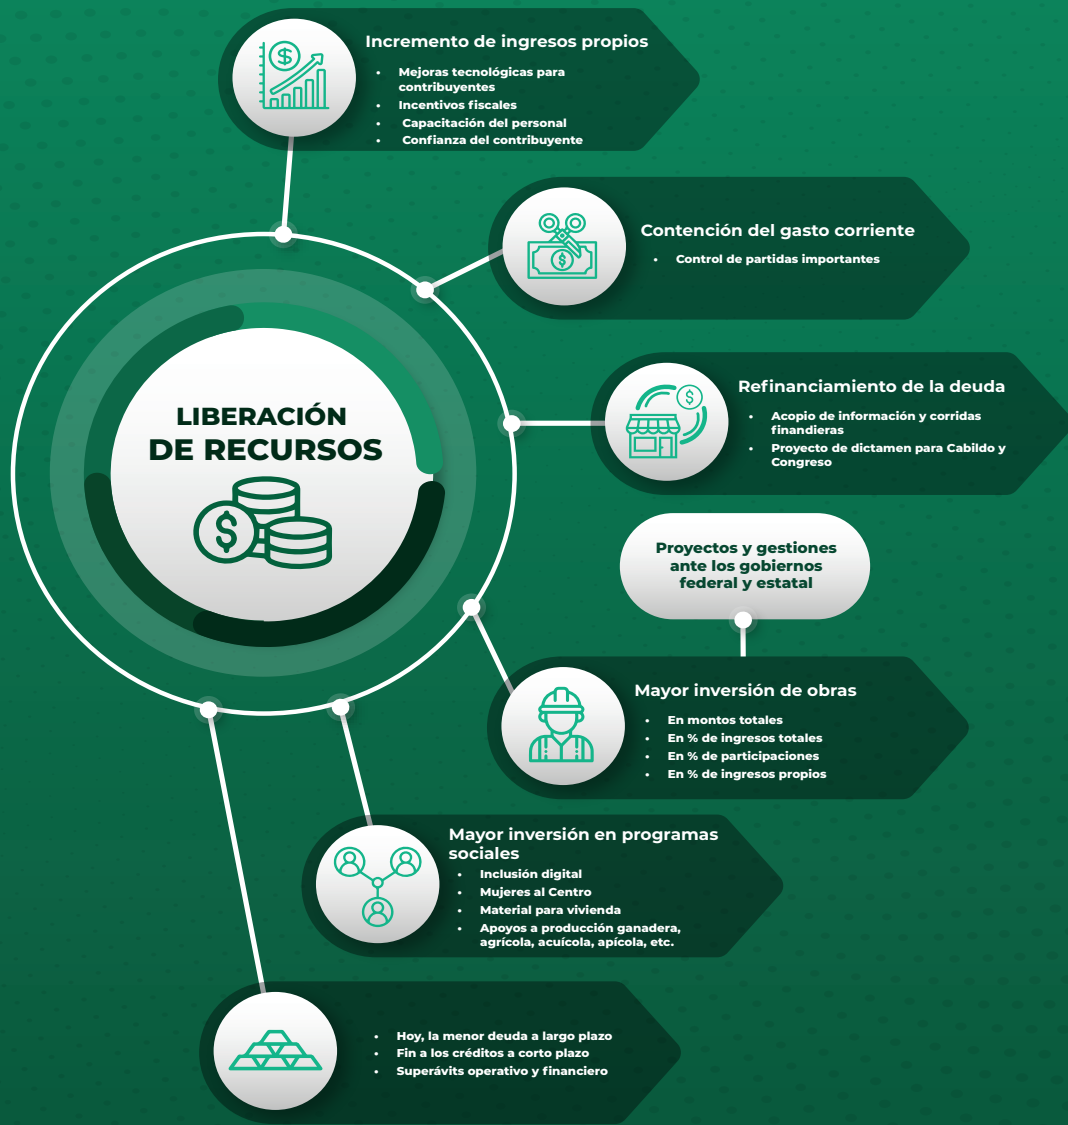 Incremento de ingresos propios
• Mejoras tecnológicas para
contribuyentes
• Incentivos fiscales
• Capacitación del personal
• Confianza del contribuyente
Contención del gasto corriente
• Control de partidas importantes
LIBERACIÓN
DE RECURSOS
Refinanciamiento de la deuda
• Acopio de información y corridas
finandieras
• Proyecto de dictamen para Cabildo y
Congreso
Proyectos y gestiones
ante los gobiernos
federal y estatal
Mayor inversión de obras
• En montos totales
• En % de ingresos totales
• En % de participaciones
• En % de ingresos propios
Mayor inversión en programas
sociales
• Inclusión digital
• Mujeres al Centro
• Material para vivienda
• Apoyos a producción ganadera,
agrícola, acuícola, apícola, etc.
• Hoy, la menor deuda a largo plazo
• Fin a los créditos a corto plazo
• Superávits operativo y financiero